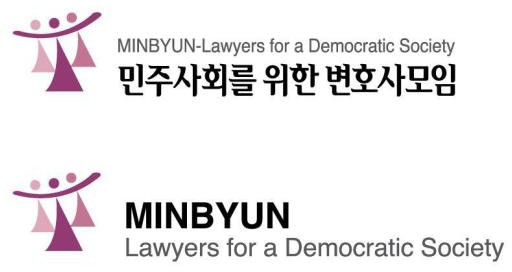 MINBYUN-Lawyers for a Democratic Society
민주사회를 위한 변호사모임
MINBYUN
Lawyers for a Democratic Society